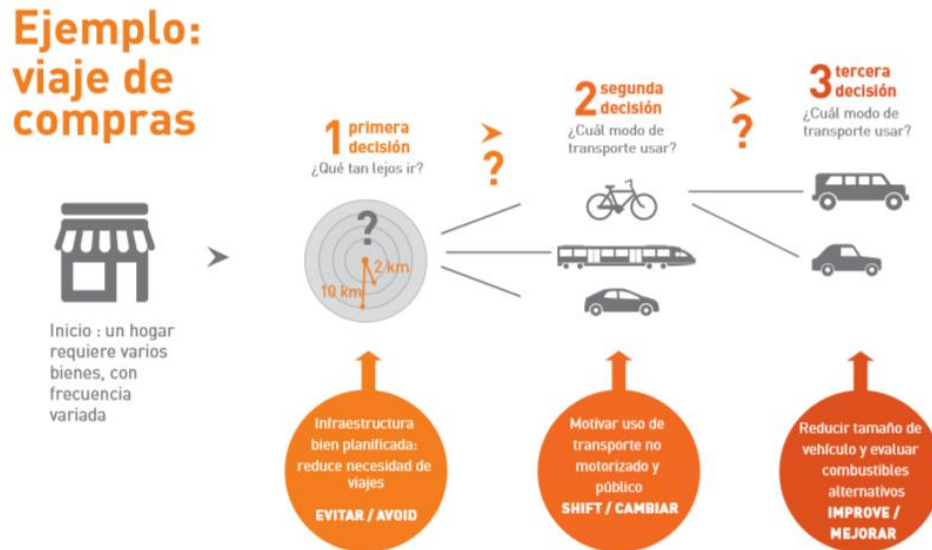 Ejemplo:
viaje de
compras
1 primera
decisión
¿Qué tan lejos ir?
?
2 segunda
decisión
¿Cuál modo de
transporte usar?
?
3 tercera
decisión
¿Cuál modo de
transporte usar?
?
2 km
10 km
Inicio : un hogar
requiere varios
bienes, con
frecuencia
variada
Infraestructura
bien planificada:
reduce necesidad de
viajes
EVITAR / AVOID
Motivar uso de
transporte no
motorizado y
público
SHIFT / CAMBIAR
Reducir tamaño de
vehículo y evaluar
combustibles
alternativos
IMPROVE /
MEJORAR